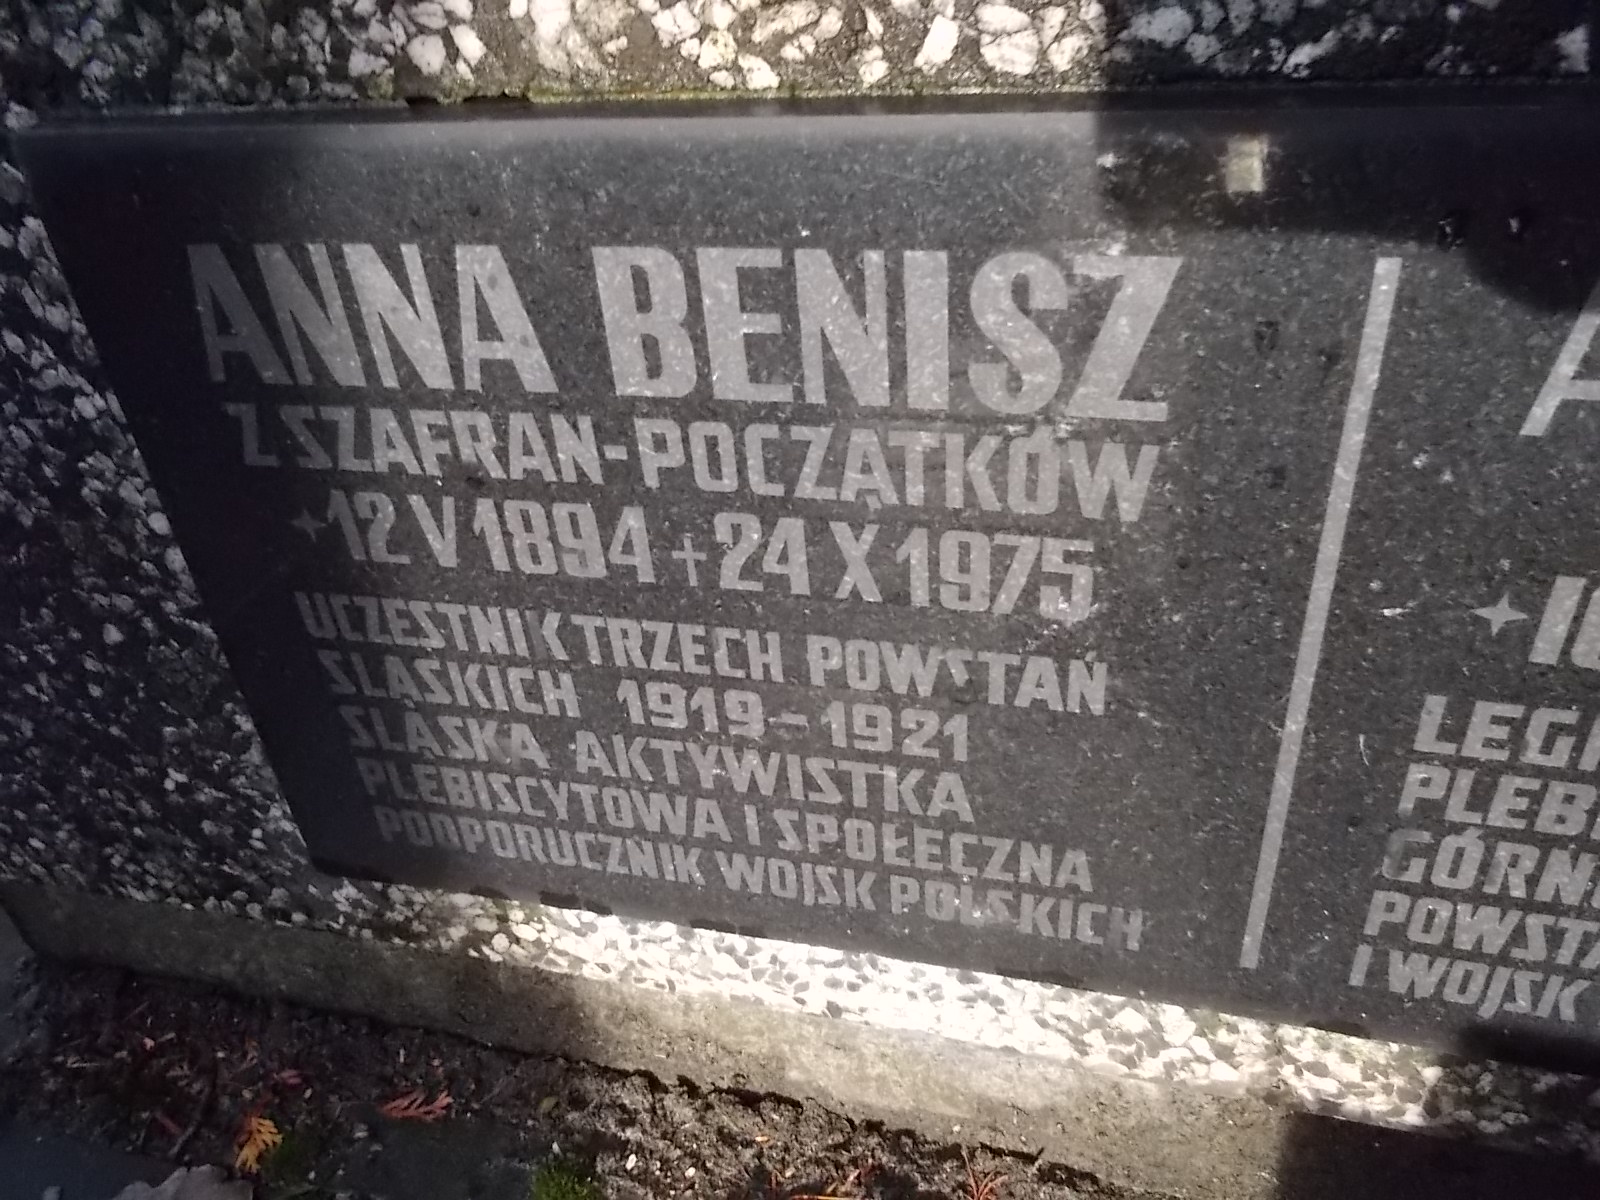 ANNA BENISZ
Z SZAFRAN-POCZĄTKÓW
12 V 1894 + 24 X 1975
UCZESTNIK TRZECH POWSTAŃ
ŚLĄSKICH 1919-1921
ŚLĄSKA AKTYWISTKA
PLEBISCYTOWA I SPOŁECZNA
PODPORUCZNIK WOJSK POLSKICH
A
LEG
PLEB
GÓRN
POWSTA
I WOJSK